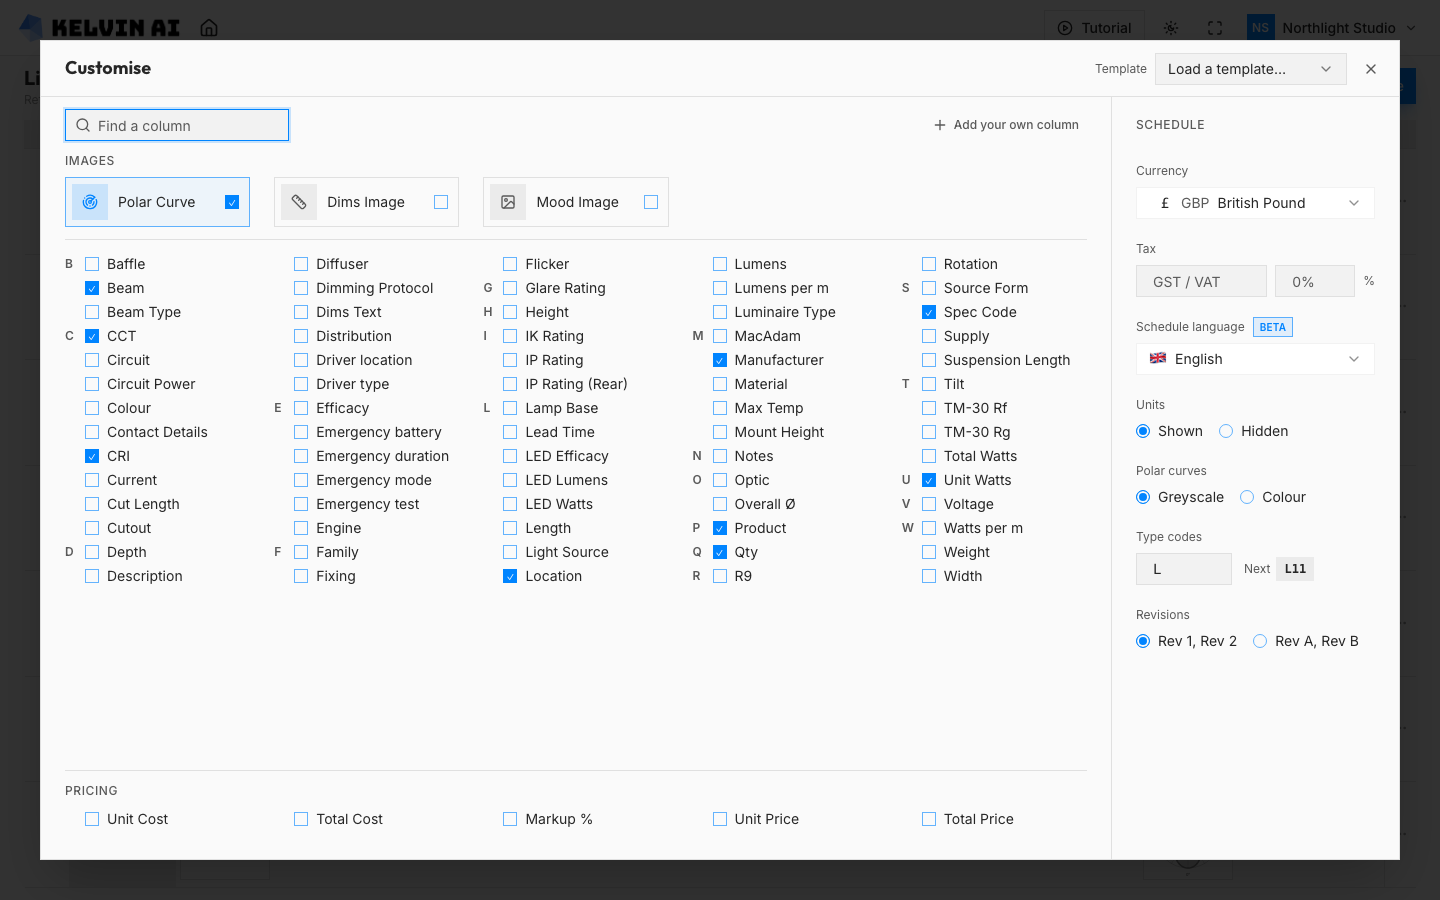 KELVIN AI
Tutorial
NS Northlight Studio
Customise
Template
Load a template...
Find a column
Add your own column
IMAGES
Polar Curve
Dims Image
Mood Image
B
Baffle
Beam
Beam Type
C
CCT
Circuit
Circuit Power
Colour
Contact Details
CRI
Current
Cut Length
Cutout
D
Depth
Description
Diffuser
Dimming Protocol
Dims Text
Distribution
Driver location
Driver type
E
Efficacy
Emergency battery
Emergency duration
Emergency mode
Emergency test
Engine
F
Family
Fixing
Flicker
G
Glare Rating
H
Height
I
IK Rating
IP Rating
IP Rating (Rear)
L
Lamp Base
Lead Time
LED Efficacy
LED Lumens
LED Watts
Length
Light Source
Location
Lumens
Lumens per m
Luminaire Type
M
MacAdam
Manufacturer
Material
Max Temp
Mount Height
N
Notes
O
Optic
Overall Ø
P
Product
Q
Qty
R
R9
Rotation
S
Source Form
Spec Code
Supply
Suspension Length
T
Tilt
TM-30 Rf
TM-30 Rg
Total Watts
U
Unit Watts
V
Voltage
W
Watts per m
Weight
Width
PRICING
Unit Cost
Total Cost
Markup %
Unit Price
Total Price
SCHEDULE
Currency
£ GBP British Pound
Tax
GST / VAT
0%
%
Schedule language BETA
English
Units
Shown
Hidden
Polar curves
Greyscale
Colour
Type codes
L
Next L11
Revisions
Rev 1, Rev 2
Rev A, Rev B